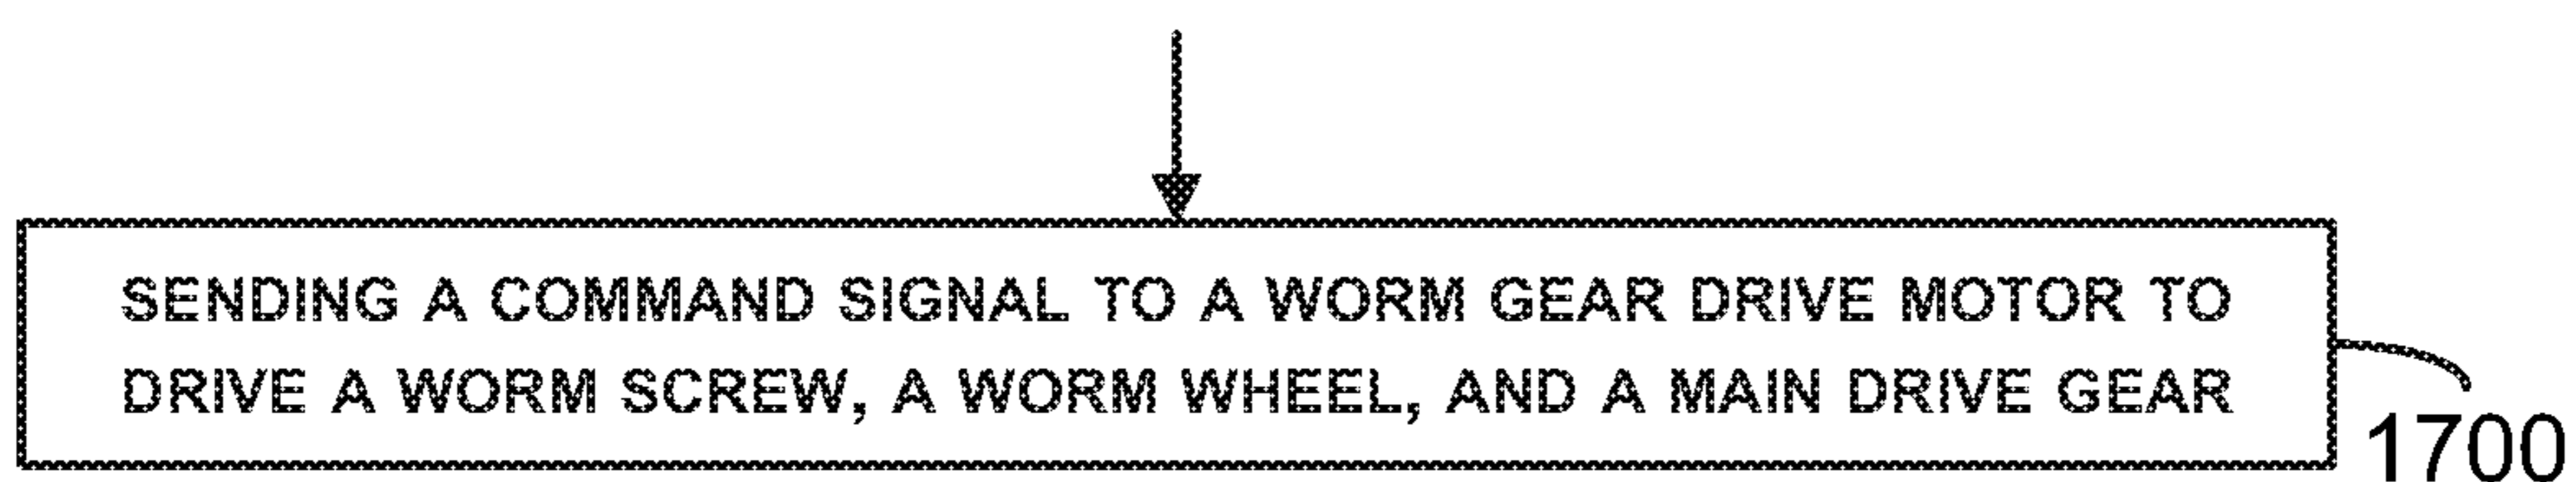 SENDING A COMMAND SIGNAL TO A WORM GEAR DRIVE MOTOR TO
DRIVE A WORM SCREW, A WORM WHEEL, AND A MAIN DRIVE GEAR
1700